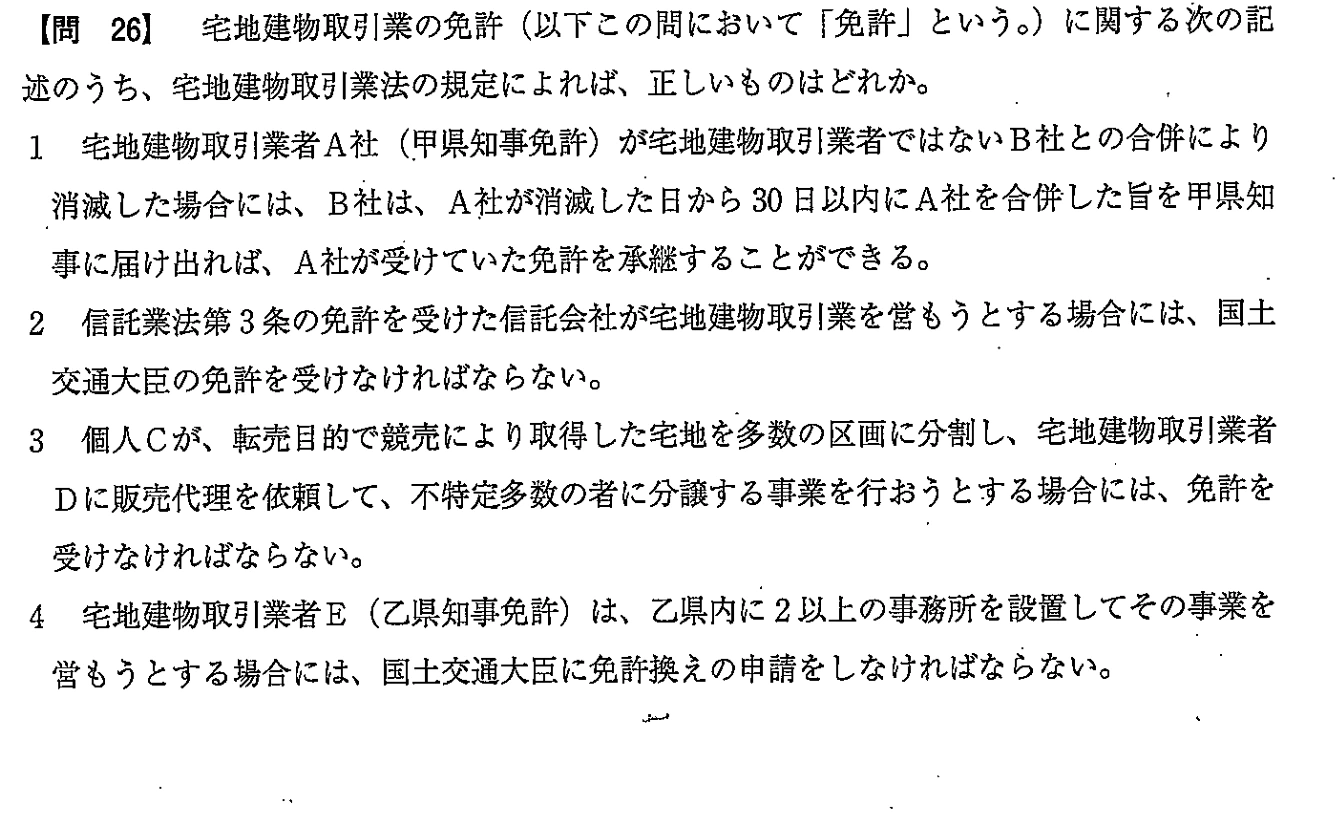 【問 26】 宅地建物取引業の免許（以下この問において「免許」という。）に関する次の記
述のうち、宅地建物取引業法の規定によれば、正しいものはどれか。
1 宅地建物取引業者A社（甲県知事免許）が宅地建物取引業者ではないB社との合併により
消滅した場合には、B社は、A社が消滅した日から30日以内にA社を合併した旨を甲県知
事に届け出れば、A社が受けていた免許を承継することができる。
2 信託業法第3条の免許を受けた信託会社が宅地建物取引業を営もうとする場合には、国土
交通大臣の免許を受けなければならない。
3 個人Cが、転売目的で競売により取得した宅地を多数の区画に分割し、宅地建物取引業者
Dに販売代理を依頼して、不特定多数の者に分譲する事業を行おうとする場合には、免許を
受けなければならない。
4 宅地建物取引業者E（乙県知事免許）は、乙県内に2以上の事務所を設置してその事業を
営もうとする場合には、国土交通大臣に免許換えの申請をしなければならない。